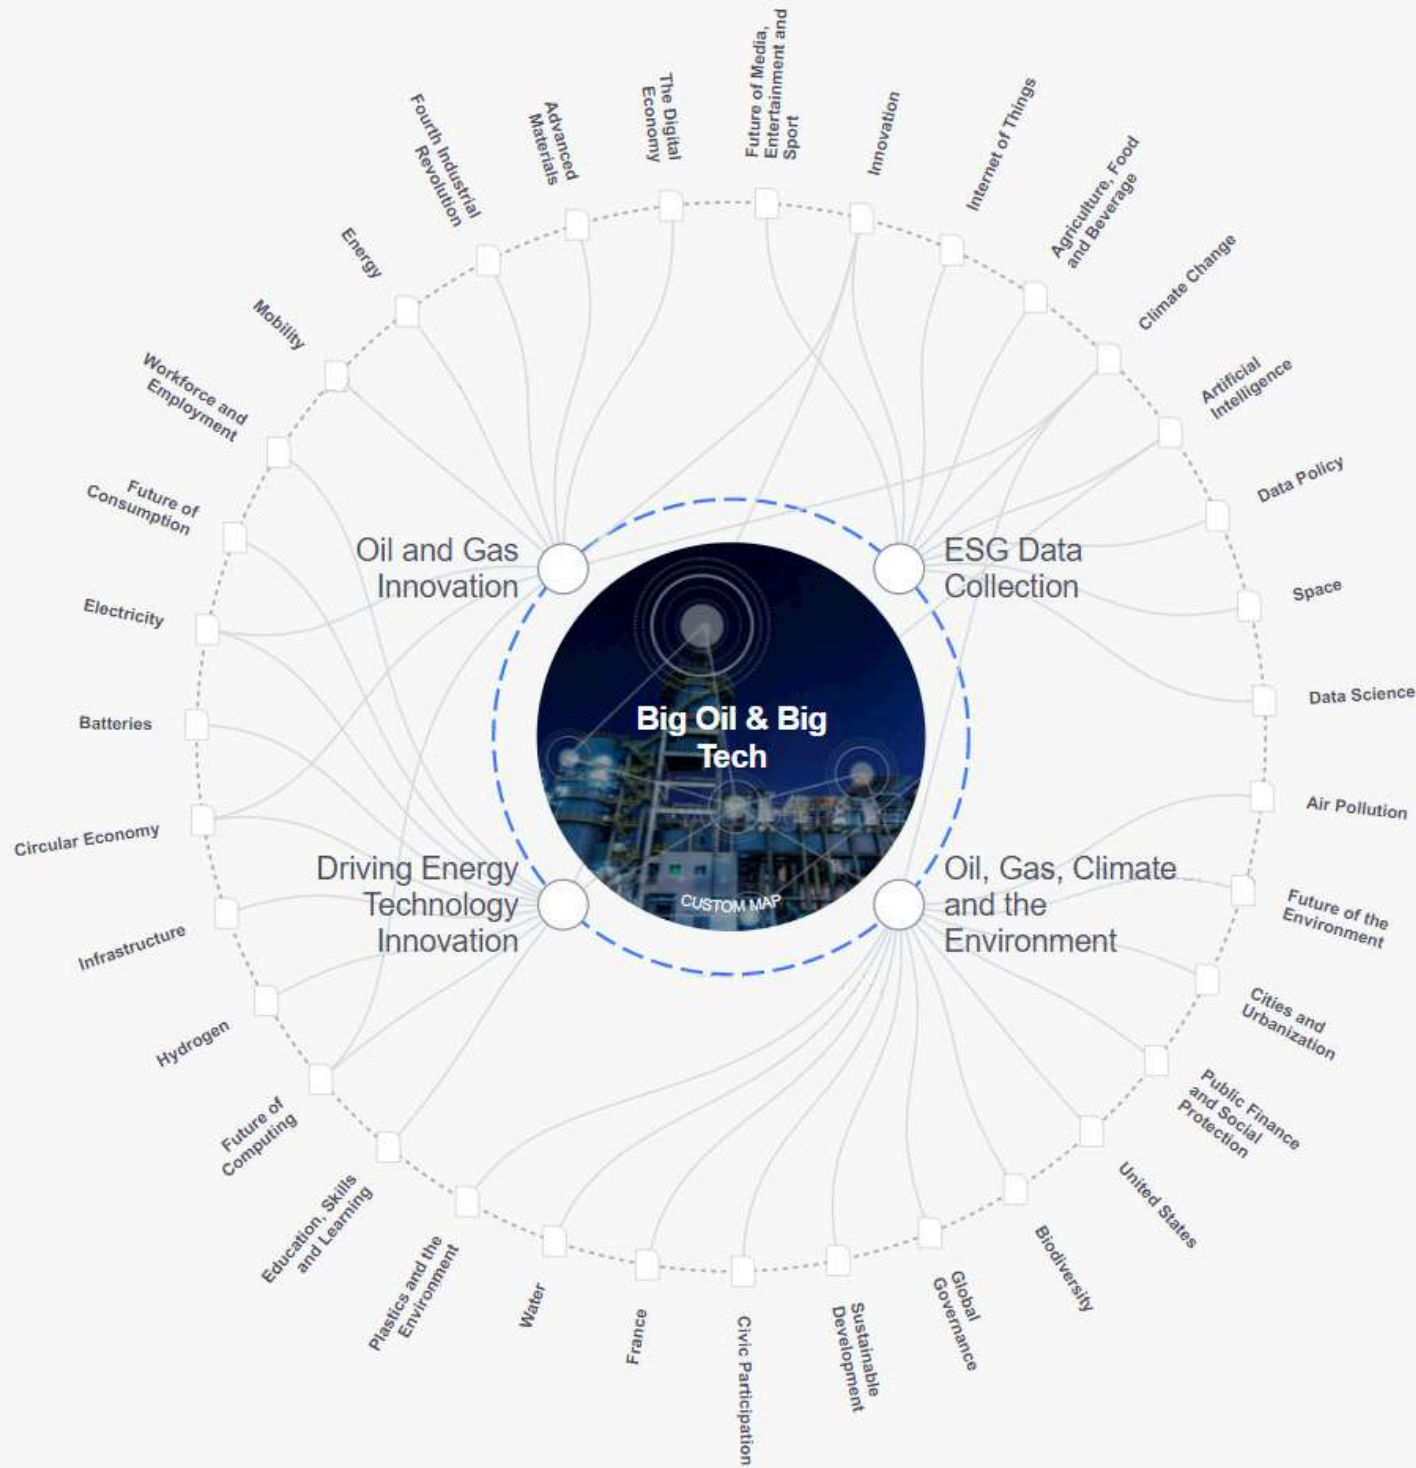 Big Oil & Big
Tech
CUSTOM MAP
Oil and Gas
Innovation
ESG Data
Collection
Oil, Gas, Climate
and the
Environment
Driving Energy
Technology
Innovation
Future of Media,
Entertainment and
Sport
Innovation
Internet of Things
Agriculture, Food
and Beverage
Climate Change
Artificial
Intelligence
Data Policy
Space
Data Science
Air Pollution
Future of the
Environment
Cities and
Urbanization
Public Finance
and Social
Protection
United States
Biodiversity
Global
Governance
Sustainable
Development
Civic Participation
France
Water
Plastics and the
Environment
Education, Skills
and Learning
Future of
Computing
Hydrogen
Infrastructure
Circular Economy
Batteries
Electricity
Future of
Consumption
Workforce and
Employment
Mobility
Energy
Fourth Industrial
Revolution
Advanced
Materials
The Digital
Economy